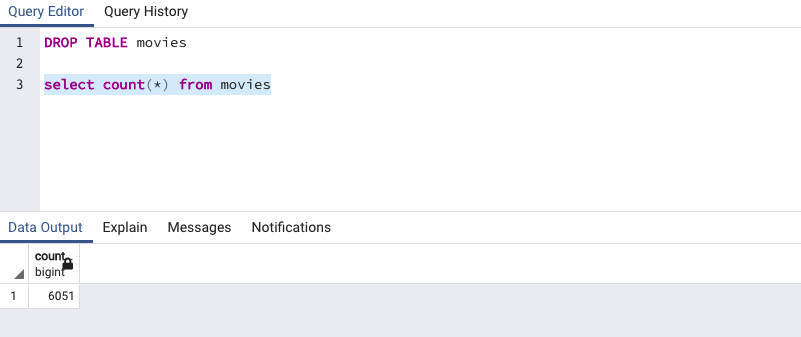 Query Editor Query History
1 DROP TABLE movies
2
3 select count(*) from movies
Data Output Explain Messages Notifications
count
bigint
1 6051